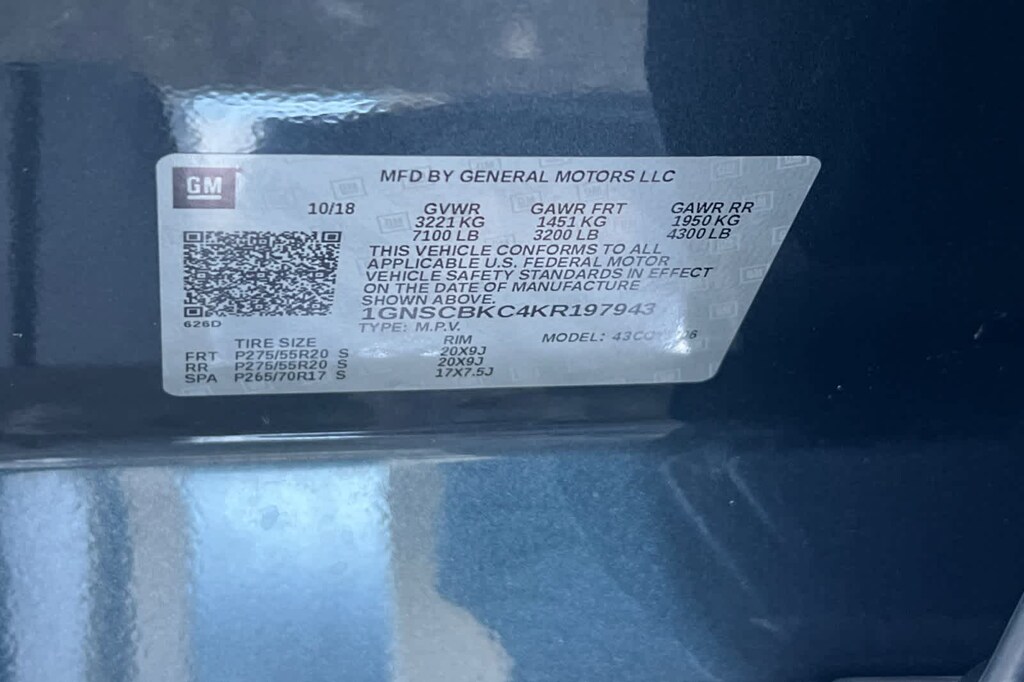 GM
MFD BY GENERAL MOTORS LLC
10/18 GVWR GAWR FRT GAWR RR
3221 KG 1451 KG 1950 KG
7100 LB 3200 LB 4300 LB
THIS VEHICLE CONFORMS TO ALL
APPLICABLE U.S. FEDERAL MOTOR
VEHICLE SAFETY STANDARDS IN EFFECT
ON THE DATE OF MANUFACTURE
SHOWN ABOVE.
1GNSCBKC4KR197943
626D
TYPE: M.P.V.
MODEL:
TIRE SIZE RIM
FRT P275/55R20 S 20X9J
RR P275/55R20 S 20X9J
SPA P265/70R17 S 17X7.5J